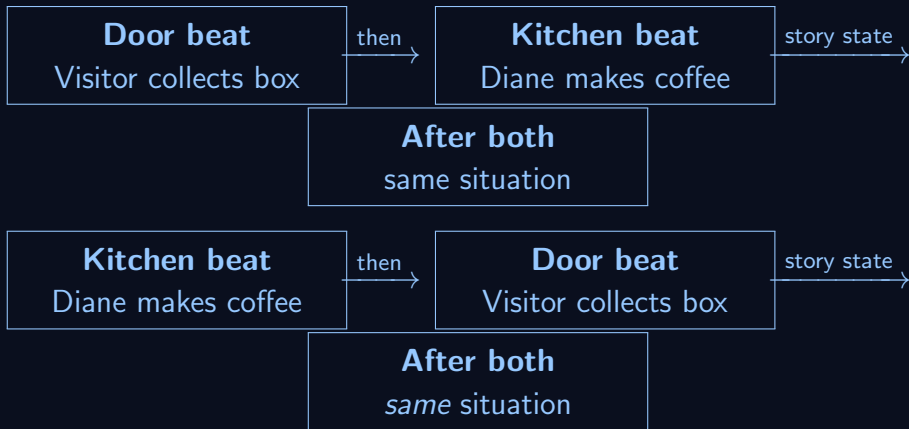 Door beat
Visitor collects box
then
Kitchen beat
Diane makes coffee
story state
After both
same situation
Kitchen beat
Diane makes coffee
then
Door beat
Visitor collects box
story state
After both
same situation